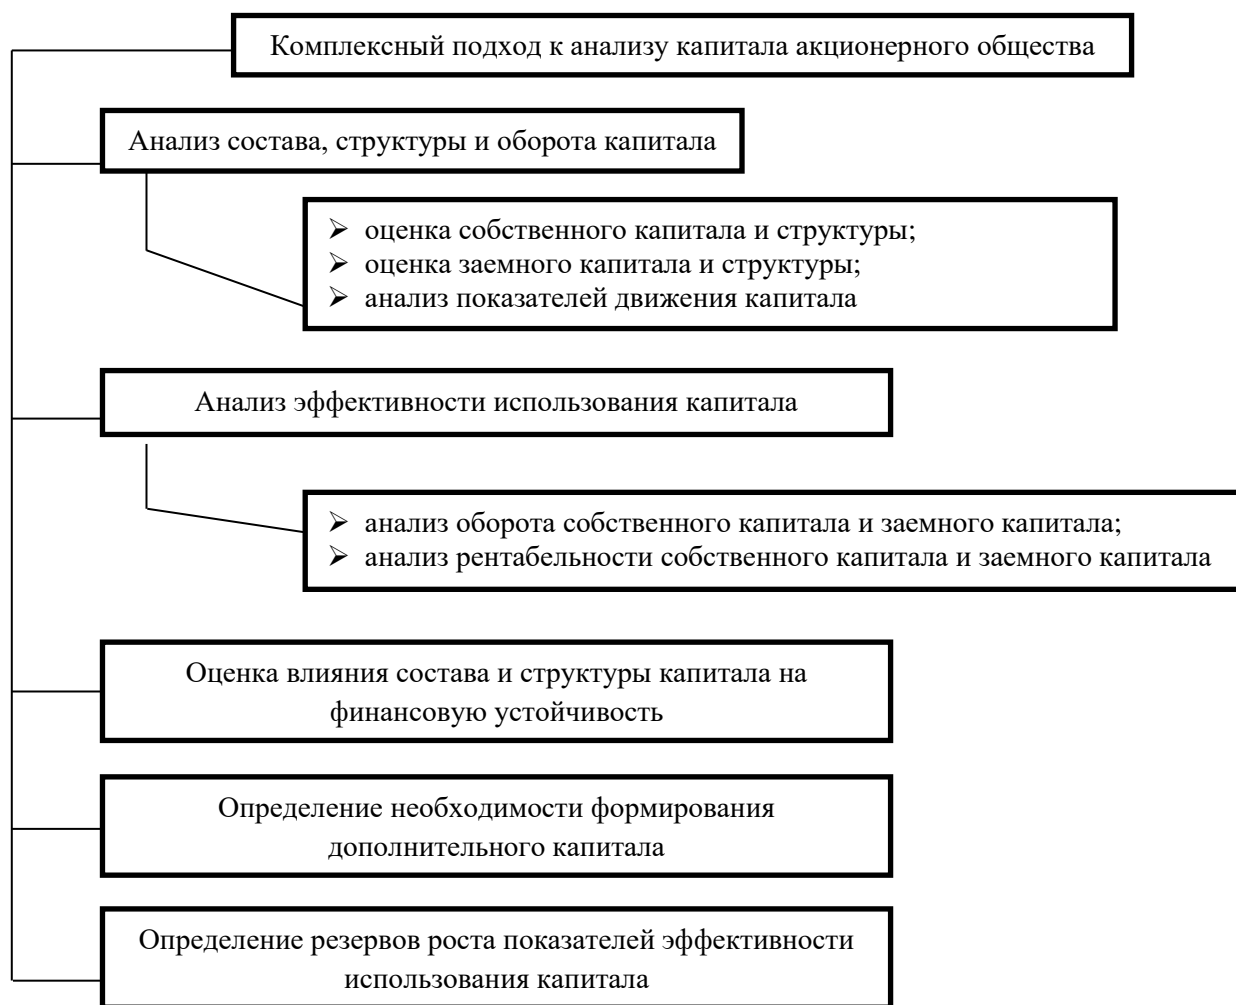 Комплексный подход к анализу капитала акционерного общества
Анализ состава, структуры и оборота капитала
➢ оценка собственного капитала и структуры;
➢ оценка заемного капитала и структуры;
➢ анализ показателей движения капитала
Анализ эффективности использования капитала
➢ анализ оборота собственного капитала и заемного капитала;
➢ анализ рентабельности собственного капитала и заемного капитала
Оценка влияния состава и структуры капитала на
финансовую устойчивость
Определение необходимости формирования
дополнительного капитала
Определение резервов роста показателей эффективности
использования капитала